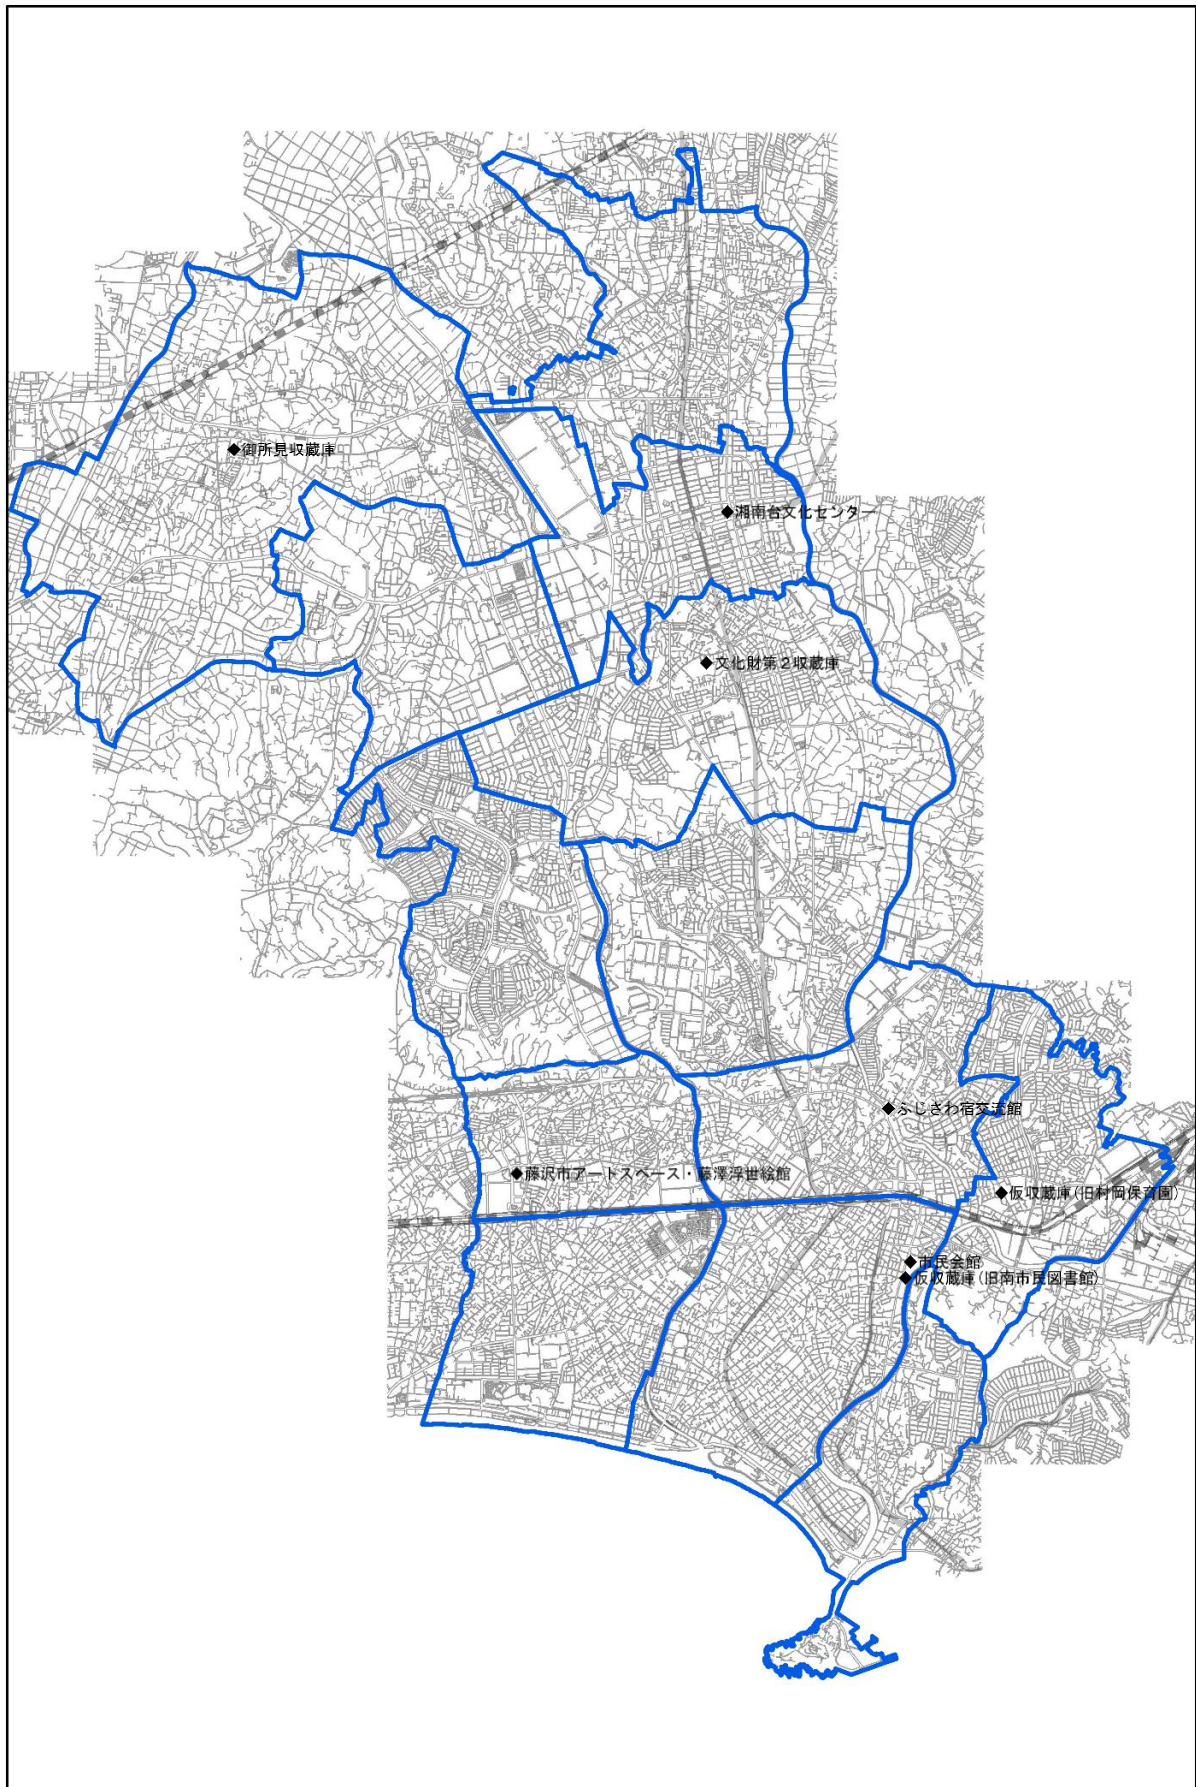 ◆御所見収蔵庫
◆湘南台文化センター
◆文化財第2収蔵庫
◆ふじさわ宿交流館
◆藤沢市アートスペース・藤澤浮世絵館
◆仮収蔵庫(旧村岡保育園)
◆市民会館
◆仮収蔵庫(旧南市民図書館)